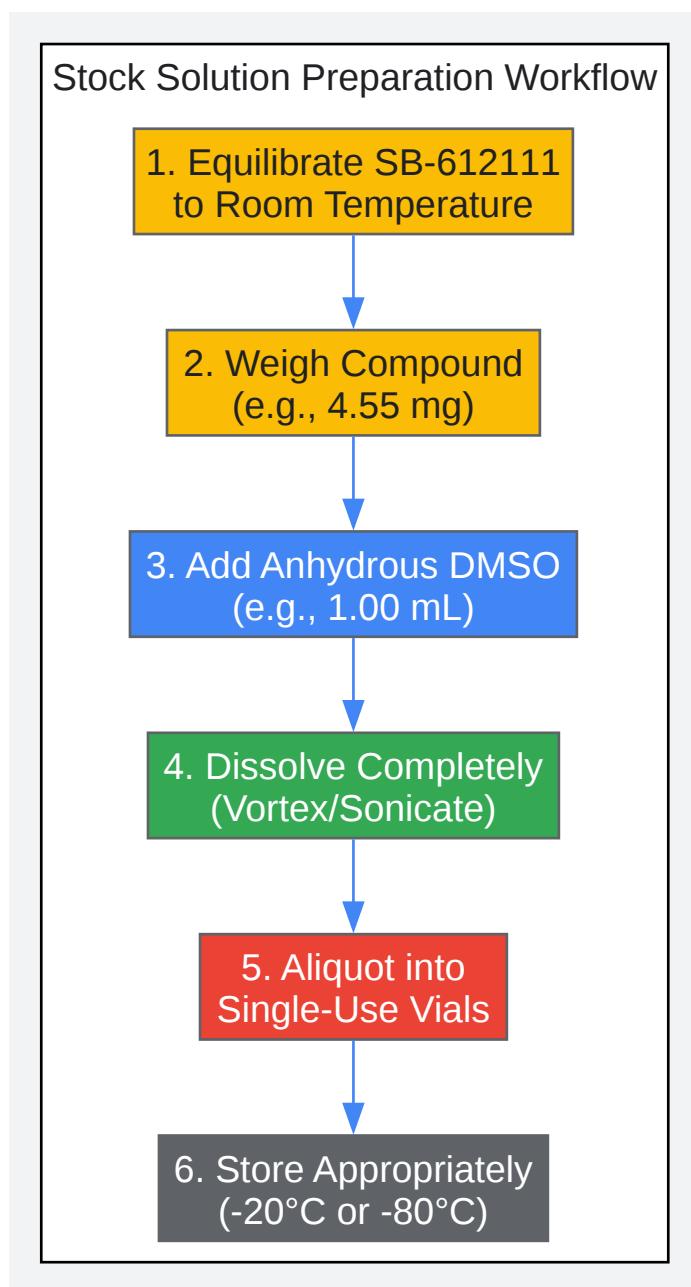 Stock Solution Preparation Workflow
1. Equilibrate SB-612111
to Room Temperature
2. Weigh Compound
(e.g., 4.55 mg)
3. Add Anhydrous DMSO
(e.g., 1.00 mL)
4. Dissolve Completely
(Vortex/Sonicate)
5. Aliquot into
Single-Use Vials
6. Store Appropriately
(-20°C or -80°C)